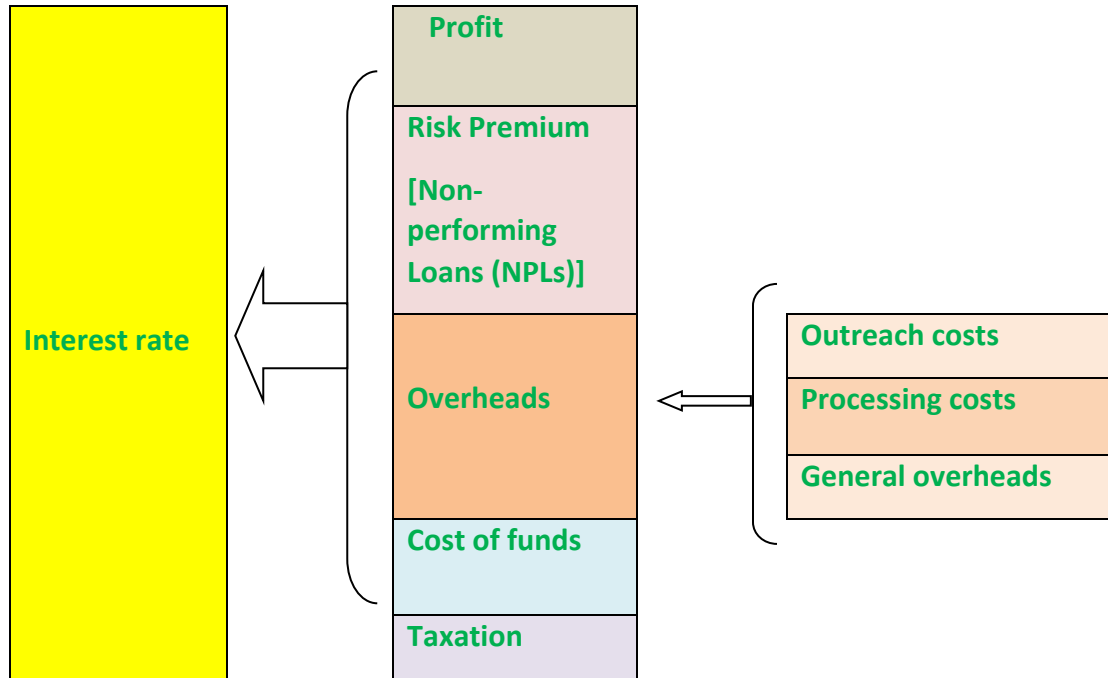 Interest rate
Profit
Risk Premium
[Non-
performing
Loans (NPLs)]
Overheads
Cost of funds
Taxation
Outreach costs
Processing costs
General overheads